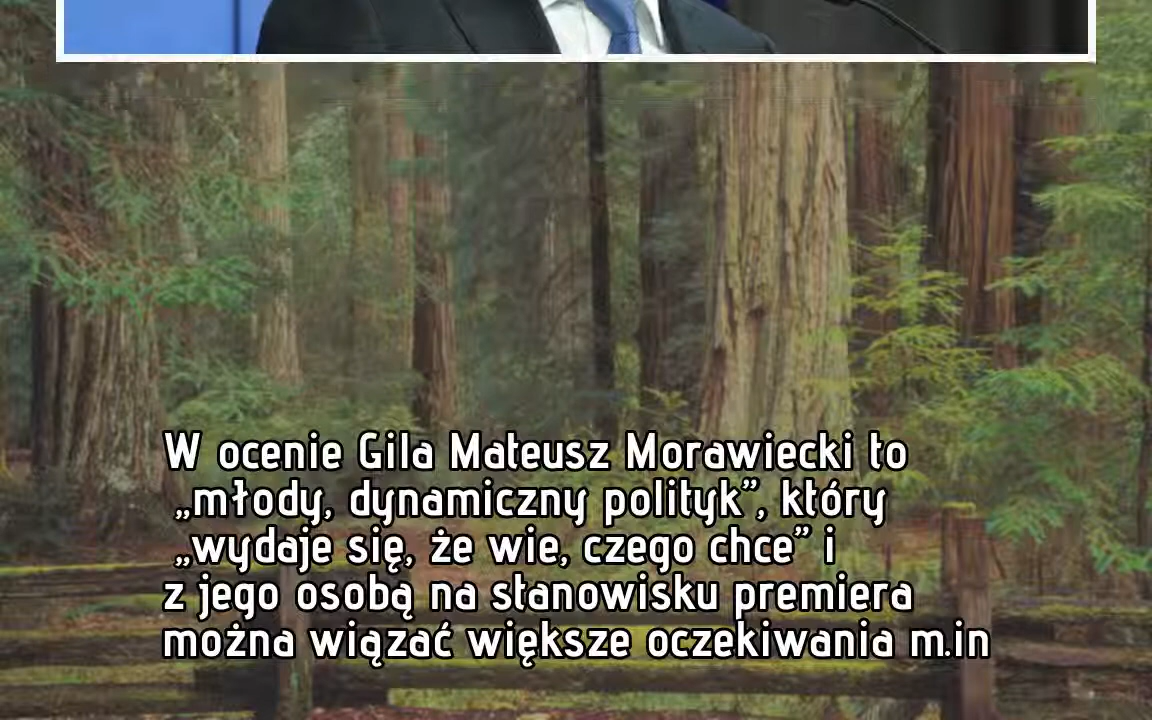 W ocenie Gila Mateusz Morawiecki to
„młody, dynamiczny polityk”, który
„wydaje się, że wie, czego chce” i
z jego osobą na stanowisku premiera
można wiązać większe oczekiwania m.in